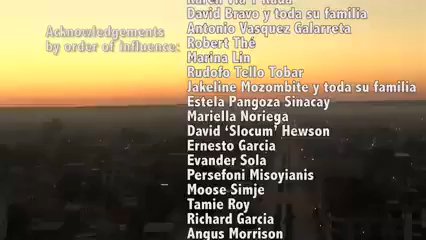 Acknowledgements
by order of Influence:
David Bravo y toda su familia
Antonio Vasquez Galarreta
Robert Thé
Marina Lin
Rudofo Tello Tobar
Jakeline Mozombite y toda su familia
Estela Pangoza Sinacay
Mariella Noriega
David ‘Slocum’ Hewson
Ernesto Garcia
Evander Sola
Persefoni Misoyianis
Moose Simje
Tamie Roy
Richard Garcia
Angus Morrison